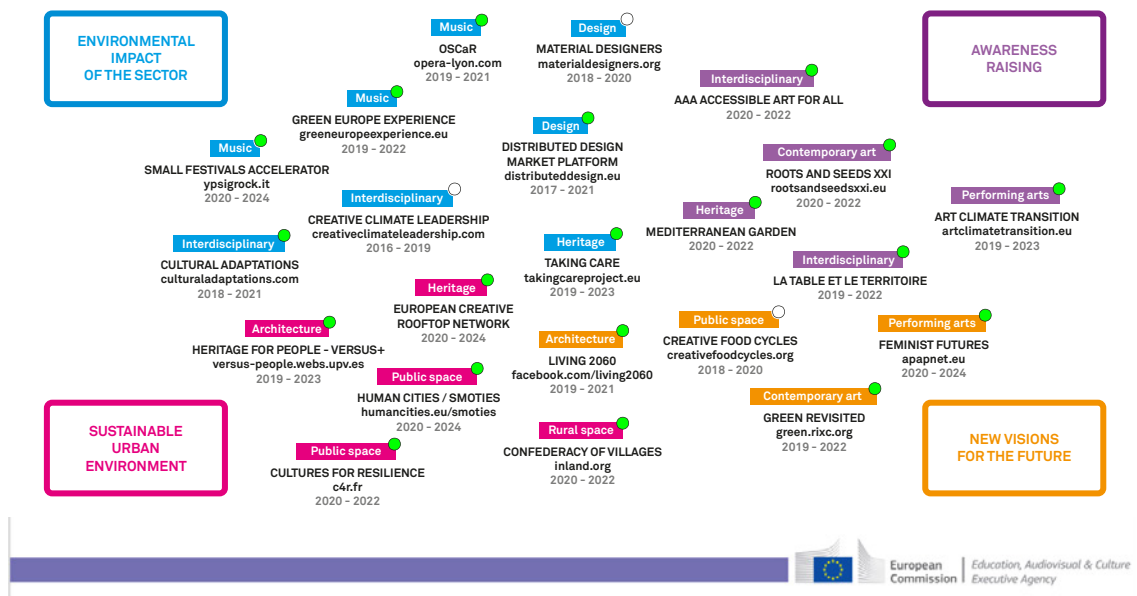 ENVIRONMENTAL
IMPACT
OF THE SECTOR
Music
OSCaR
opera-lyon.com
2019 - 2021
Design
MATERIAL DESIGNERS
materialdesigners.org
2018 - 2020
AWARENESS
RAISING
Interdisciplinary
AAA ACCESSIBLE ART FOR ALL
2020 - 2022
Music
GREEN EUROPE EXPERIENCE
greeneuropeexperience.eu
2019 - 2022
Design
DISTRIBUTED DESIGN
MARKET PLATFORM
distributeddesign.eu
2017 - 2021
Music
SMALL FESTIVALS ACCELERATOR
ypsigrock.it
2020 - 2024
Contemporary art
ROOTS AND SEEDS XXI
rootsandseedsxxi.eu
2020 - 2022
Interdisciplinary
CREATIVE CLIMATE LEADERSHIP
creativeclimateleadership.com
2016 - 2019
Heritage
MEDITERRANEAN GARDEN
2020 - 2022
Performing arts
ART CLIMATE TRANSITION
artclimatetransition.eu
2019 - 2023
Interdisciplinary
CULTURAL ADAPTATIONS
culturaladaptations.com
2018 - 2021
Heritage
TAKING CARE
takingcareproject.eu
2019 - 2023
Interdisciplinary
LA TABLE ET LE TERRITOIRE
2019 - 2022
Heritage
EUROPEAN CREATIVE
ROOFTOP NETWORK
2020 - 2024
Architecture
HERITAGE FOR PEOPLE - VERSUS+
versus-people.webs.upv.es
2019 - 2023
Architecture
LIVING 2060
facebook.com/living2060
2019 - 2021
Public space
CREATIVE FOOD CYCLES
creativefoodcycles.org
2018 - 2020
Performing arts
FEMINIST FUTURES
apapnet.eu
2020 - 2024
Public space
HUMAN CITIES / SMOTIES
humancities.eu/smoties
2020 - 2024
Contemporary art
GREEN REVISITED
green.rixc.org
2019 - 2022
SUSTAINABLE
URBAN
ENVIRONMENT
Public space
CULTURES FOR RESILIENCE
c4r.fr
2020 - 2022
Rural space
CONFEDERACY OF VILLAGES
inland.org
2020 - 2022
NEW VISIONS
FOR THE FUTURE
European
Commission
Education, Audiovisual & Culture
Executive Agency